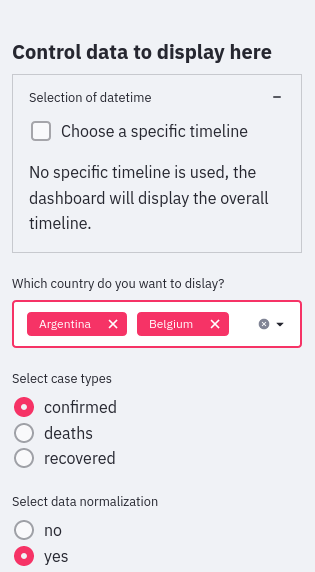 Control data to display here
Selection of datetime
Choose a specific timeline
No specific timeline is used, the
dashboard will display the overall
timeline.
Which country do you want to dislay?
Argentina Belgium
Select case types
confirmed
deaths
recovered
Select data normalization
no
yes